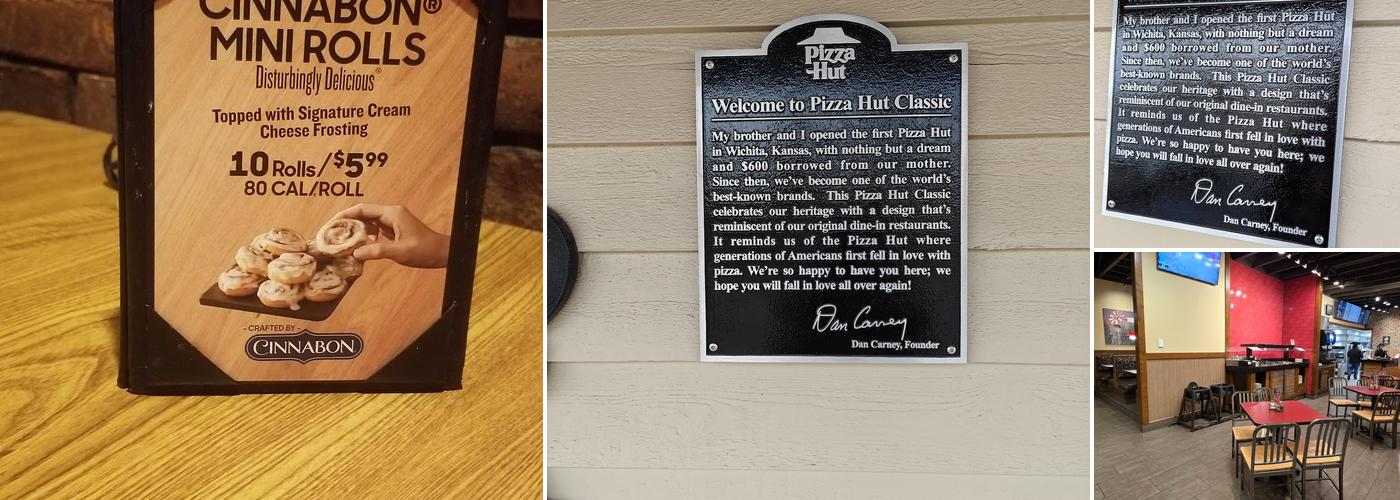 CINNABON®
MINI ROLLS
Disturbingly Delicious®
Topped with Signature Cream
Cheese Frosting
10 Rolls/$5⁹⁹
80 CAL/ROLL
- CRAFTED BY -
CINNABON
Pizza
Hut
Welcome to Pizza Hut Classic
My brother and I opened the first Pizza Hut
in Wichita, Kansas, with nothing but a dream
and $600 borrowed from our mother.
Since then, we've become one of the world's
best-known brands. This Pizza Hut Classic
celebrates our heritage with a design that's
reminiscent of our original dine-in restaurants.
It reminds us of the Pizza Hut where
generations of Americans first fell in love with
pizza. We're so happy to have you here; we
hope you will fall in love all over again!
Dan Carney
Dan Carney, Founder
My brother and I opened the first Pizza Hut
in Wichita, Kansas, with nothing but a dream
and $600 borrowed from our mother.
Since then, we've become one of the world's
best-known brands. This Pizza Hut Classic
celebrates our heritage with a design that's
reminiscent of our original dine-in restaurants.
It reminds us of the Pizza Hut where
generations of Americans first fell in love with
pizza. We're so happy to have you here; we
hope you will fall in love all over again!
Dan Carney
Dan Carney, Founder